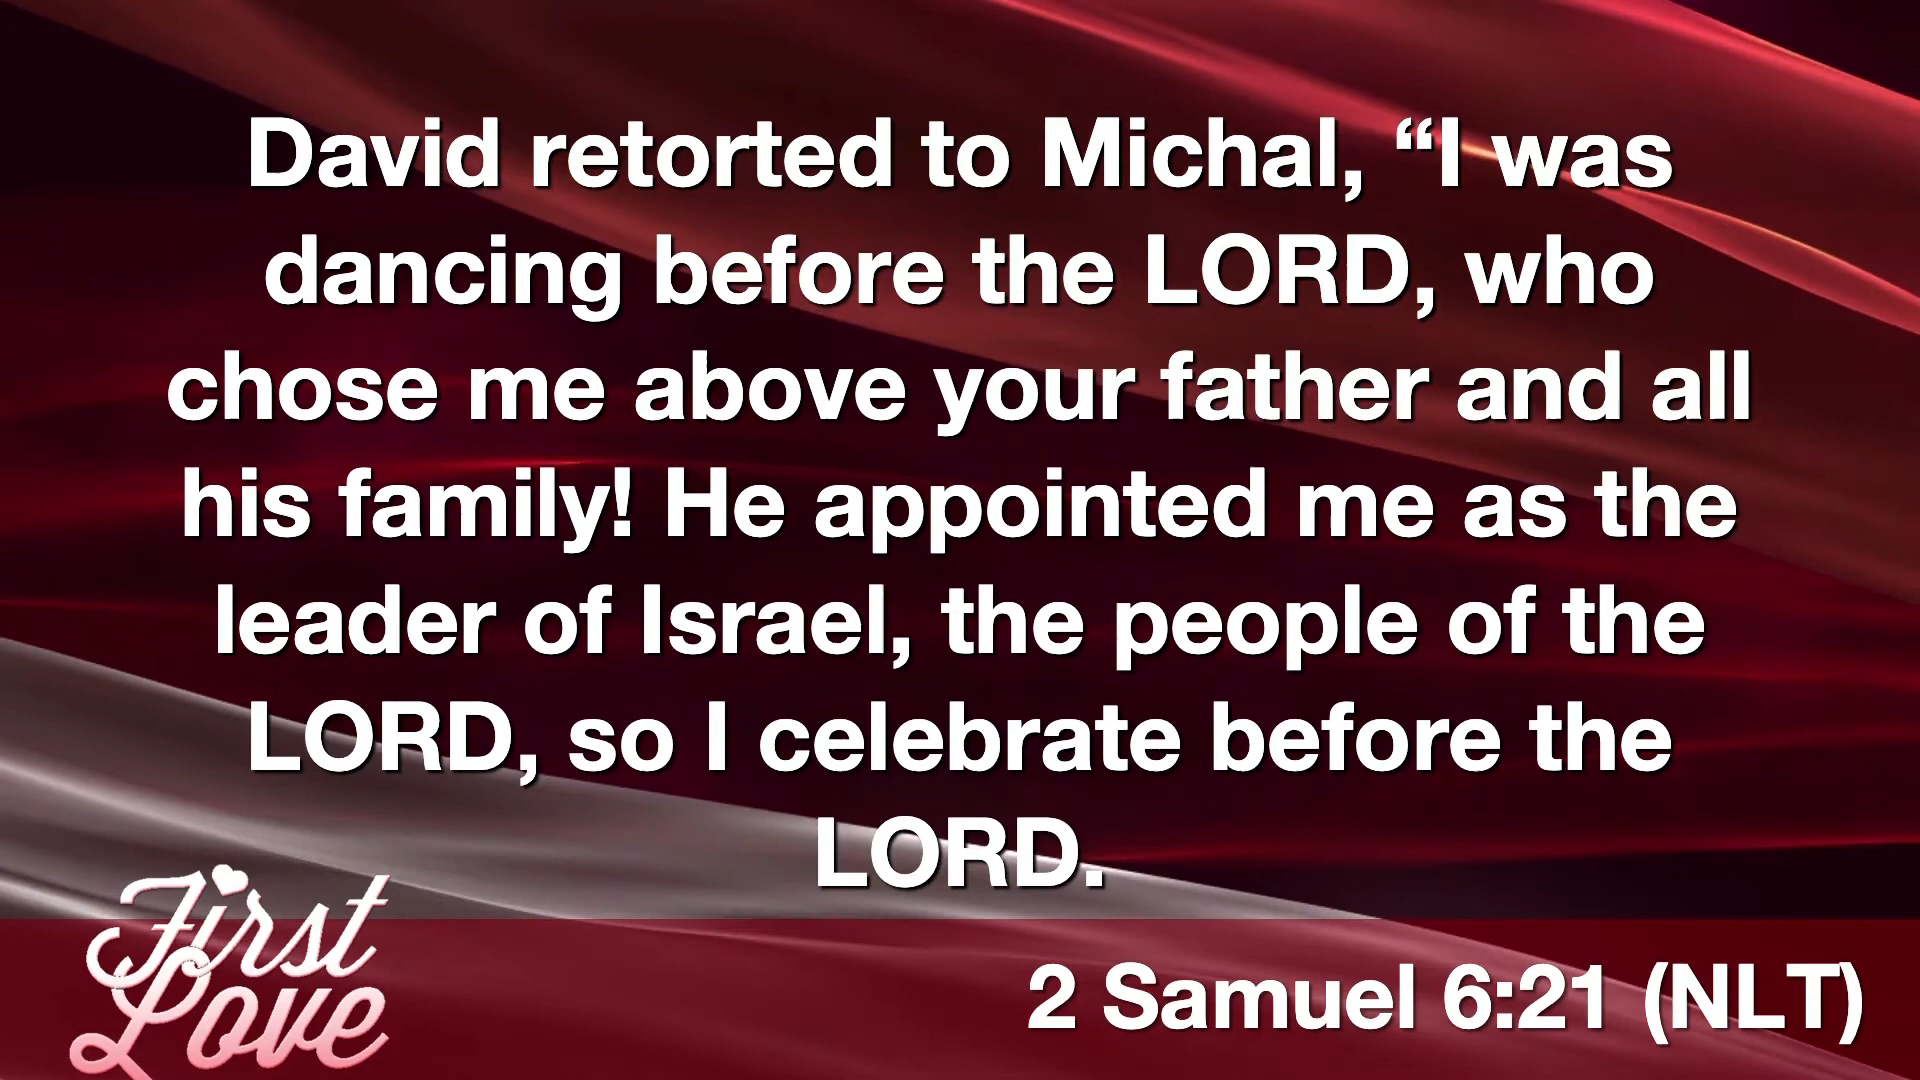 David retorted to Michal, “I was
dancing before the LORD, who
chose me above your father and all
his family! He appointed me as the
leader of Israel, the people of the
LORD, so I celebrate before the
LORD.
First
Love
2 Samuel 6:21 (NLT)